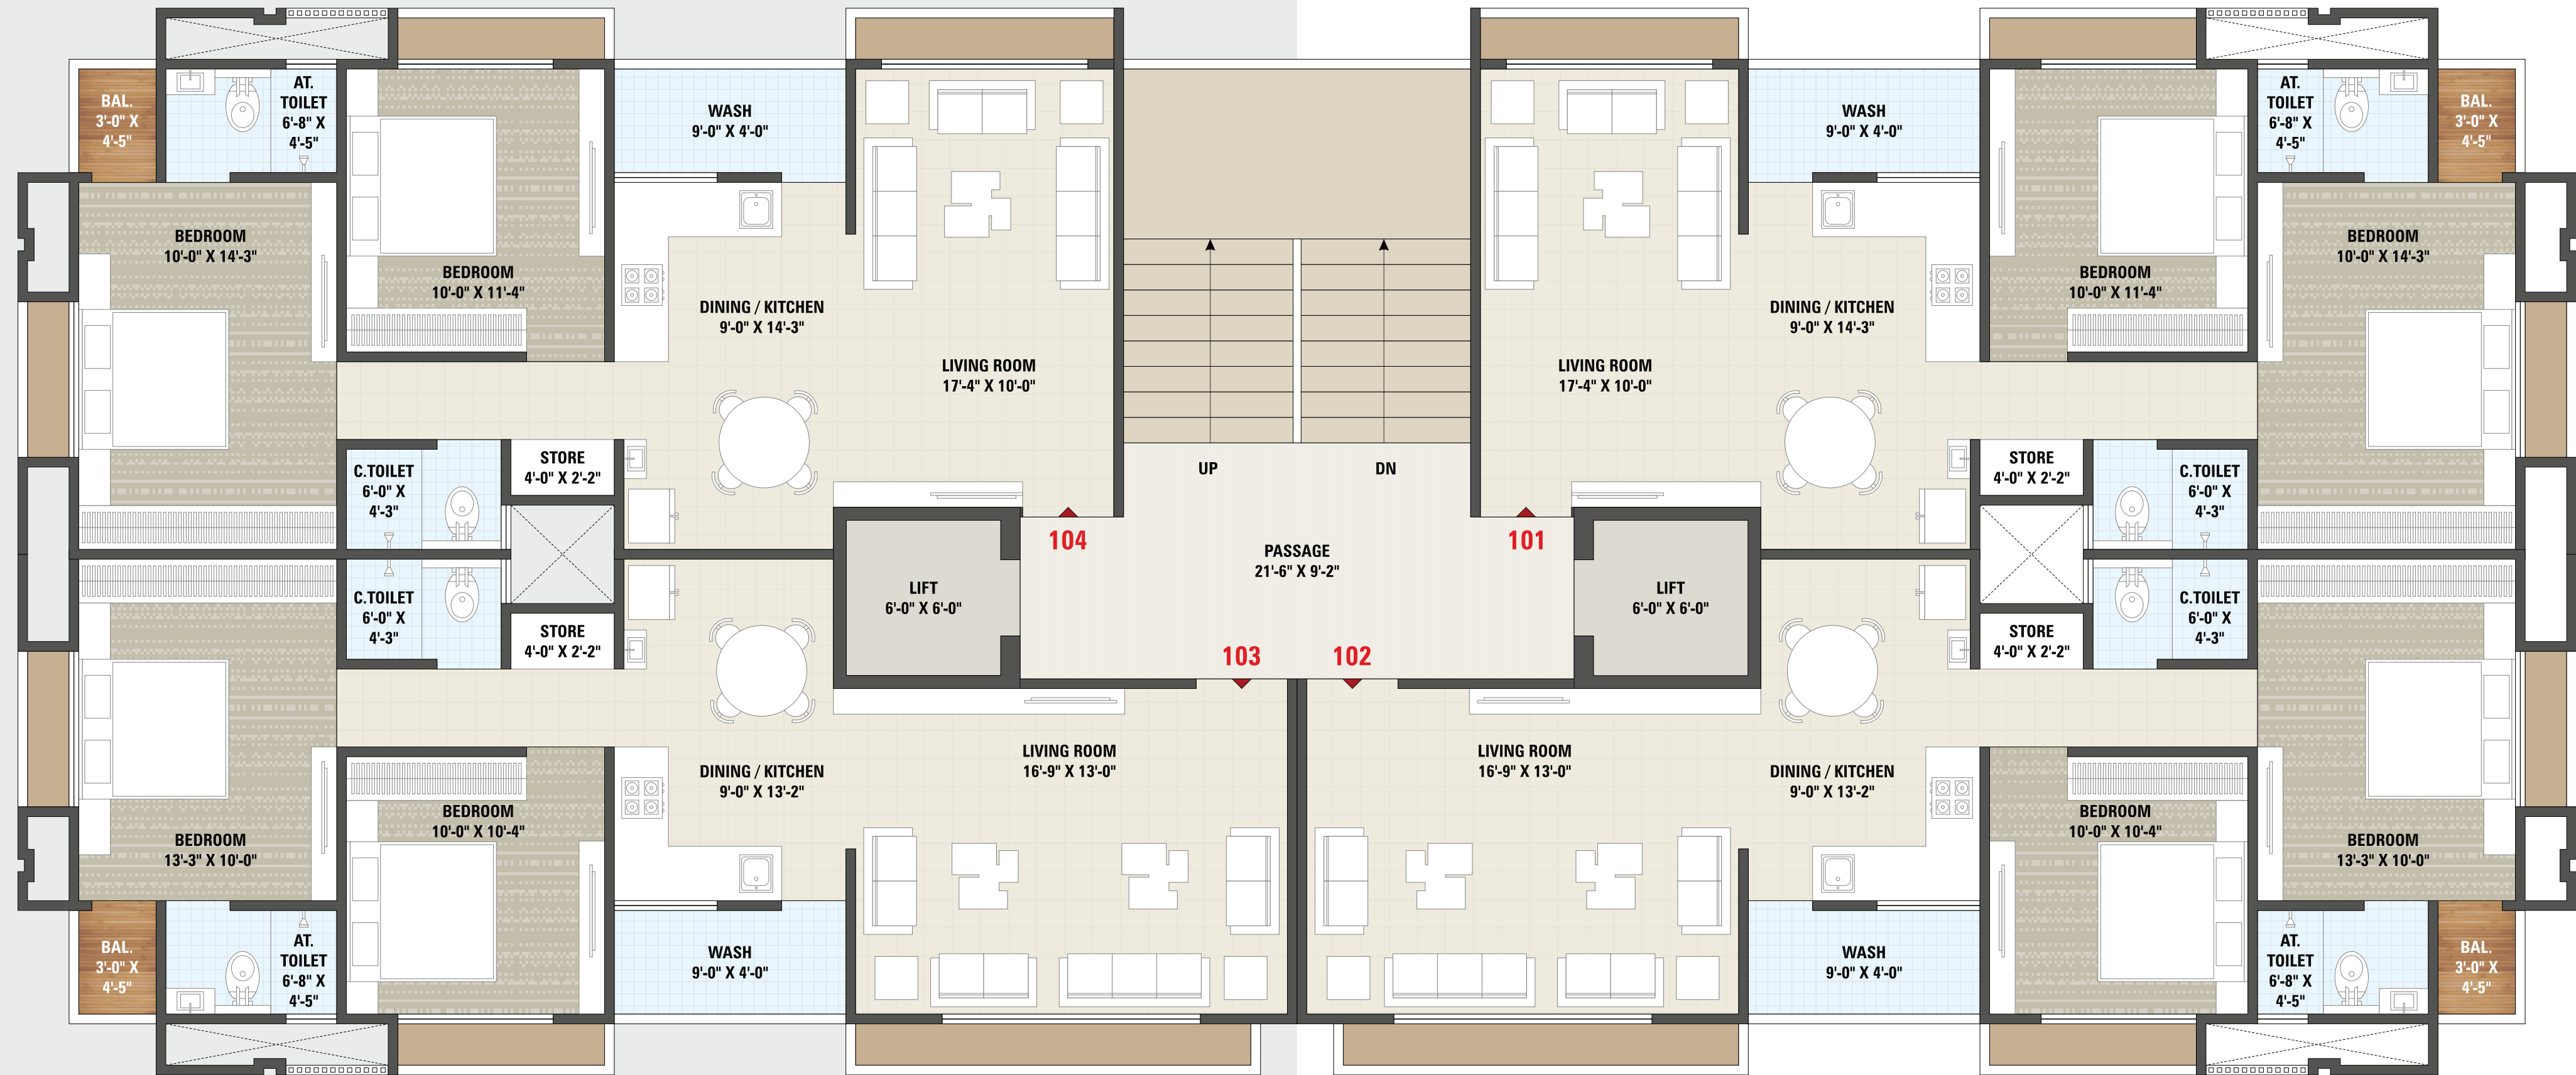 BAL.
3'-0" X
4'-5"
AT.
TOILET
6'-8" X
4'-5"
WASH
9'-0" X 4'-0"
WASH
9'-0" X 4'-0"
AT.
TOILET
6'-8" X
4'-5"
BAL.
3'-0" X
4'-5"
BEDROOM
10'-0" X 14'-3"
BEDROOM
10'-0" X 11'-4"
DINING / KITCHEN
9'-0" X 14'-3"
LIVING ROOM
17'-4" X 10'-0"
LIVING ROOM
17'-4" X 10'-0"
DINING / KITCHEN
9'-0" X 14'-3"
BEDROOM
10'-0" X 11'-4"
BEDROOM
10'-0" X 14'-3"
C.TOILET
6'-0" X
4'-3"
STORE
4'-0" X 2'-2"
UP
DN
STORE
4'-0" X 2'-2"
C.TOILET
6'-0" X
4'-3"
104
101
PASSAGE
21'-6" X 9'-2"
LIFT
6'-0" X 6'-0"
LIFT
6'-0" X 6'-0"
C.TOILET
6'-0" X
4'-3"
STORE
4'-0" X 2'-2"
103
102
STORE
4'-0" X 2'-2"
C.TOILET
6'-0" X
4'-3"
BEDROOM
13'-3" X 10'-0"
BEDROOM
10'-0" X 10'-4"
DINING / KITCHEN
9'-0" X 13'-2"
LIVING ROOM
16'-9" X 13'-0"
LIVING ROOM
16'-9" X 13'-0"
DINING / KITCHEN
9'-0" X 13'-2"
BEDROOM
10'-0" X 10'-4"
BEDROOM
13'-3" X 10'-0"
BAL.
3'-0" X
4'-5"
AT.
TOILET
6'-8" X
4'-5"
WASH
9'-0" X 4'-0"
WASH
9'-0" X 4'-0"
AT.
TOILET
6'-8" X
4'-5"
BAL.
3'-0" X
4'-5"